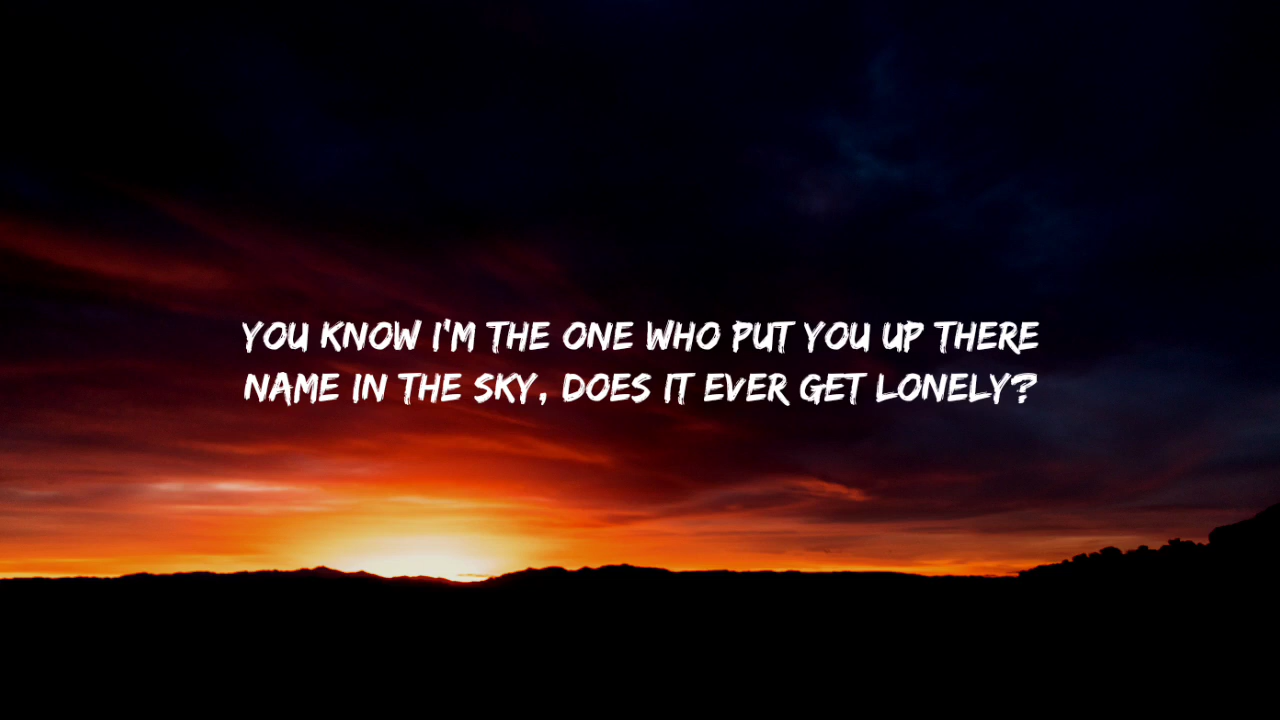 YOU KNOW I'M THE ONE WHO PUT YOU UP THERE
NAME IN THE SKY, DOES IT EVER GET LONELY?